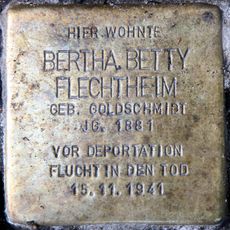 HIER WOHNTE
BERTHA BETTY
FLECHTHEIM
GEB. GOLDSCHMIDT
JG. 1881
VOR DEPORTATION
FLUCHT IN DEN TOD
15.11.1941